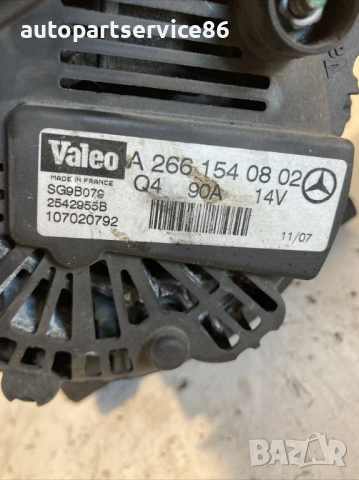 autopartservice86
Valeo A 266 154 08 02
MADE IN FRANCE Q4 90A 14V
SG9B079
2542955B
107020792 11/07
bazar